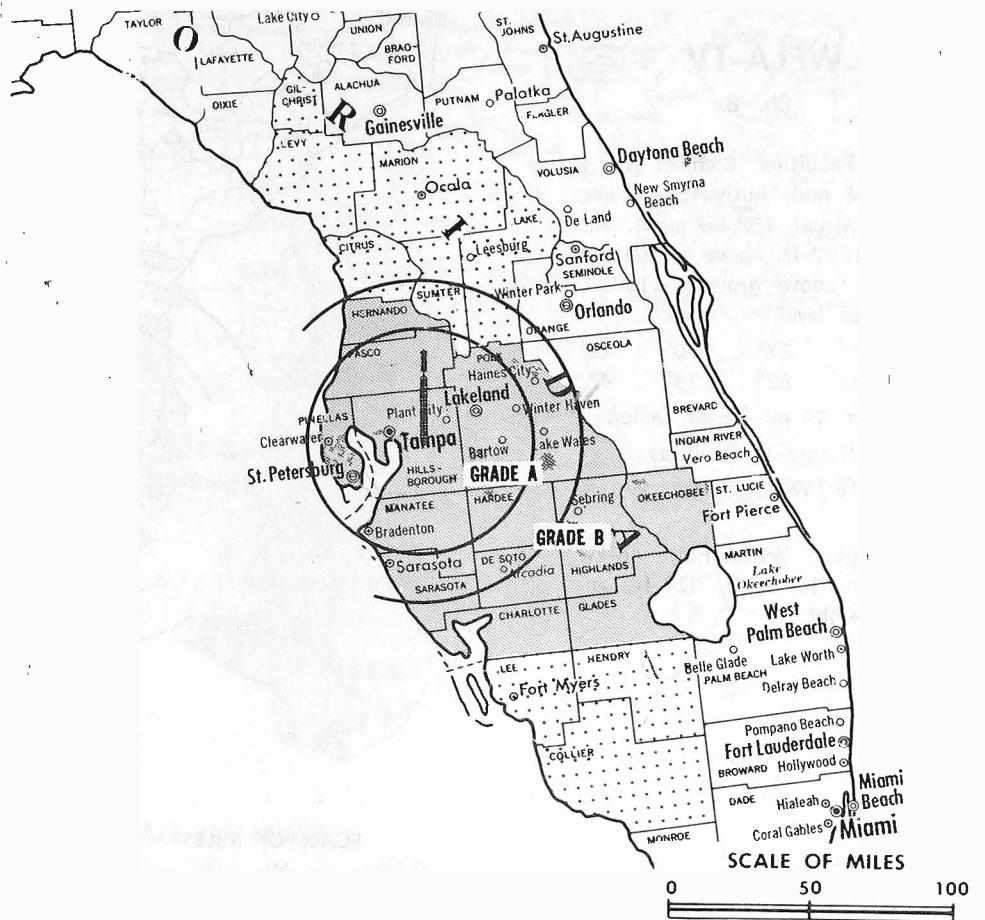 TAYLOR
Lake City
UNION
BRAD-
FORD
ST.
JOHNS
St. Augustine
O
LAFAYETTE
DIXIE
GIL-
CHRIST
ALACHUA
R
Gainesville
PUTNAM
Palatka
FLAGLER
LEVY
MARION
Ocala
VOLUSIA
Daytona Beach
New Smyrna
Beach
De Land
LAKE
I
CITRUS
Leesburg
Sanford
SEMINOLE
SUMTER
Winter Park
Orlando
ORANGE
OSCEOLA
HERNANDO
PASCO
POLK
Haines City
D
Lakeland
Winter Haven
PINELLAS
Plant City
Clearwater
Tampa
Bartow
Lake Wales
BREVARD
INDIAN RIVER
Vero Beach
St. Petersburg
HILLS-
BOROUGH
GRADE A
MANATEE
HARDEE
Sebring
OKEECHOBEE
ST. LUCIE
Fort Pierce
Bradenton
GRADE B
A
Sarasota
DE SOTO
Arcadia
HIGHLANDS
MARTIN
Lake
Okeechobee
SARASOTA
CHARLOTTE
GLADES
West
Palm Beach
LEE
HENDRY
Belle Glade
Lake Worth
PALM BEACH
Fort Myers
Delray Beach
COLLIER
Pompano Beach
Fort Lauderdale
BROWARD
Hollywood
DADE
Hialeah
Miami
Beach
Coral Gables
Miami
MONROE
SCALE OF MILES
0
50
100
WFLA-TV